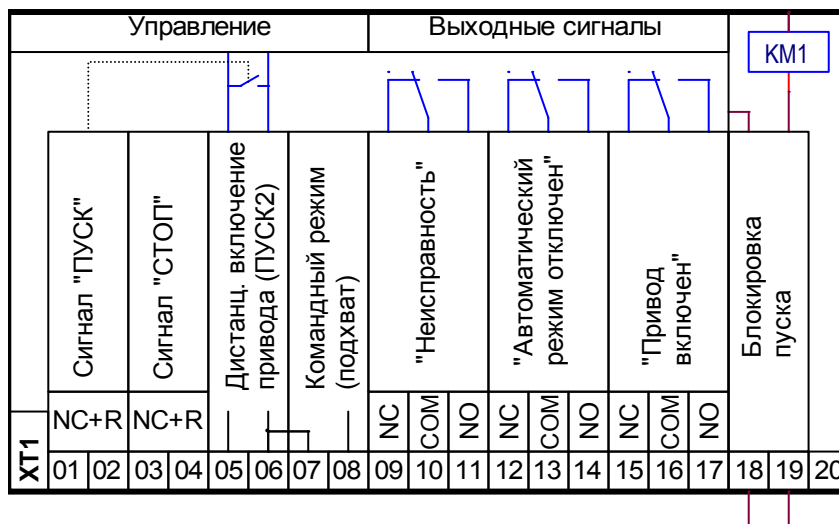 Управление
Выходные сигналы
KM1
Сигнал "ПУСК"
Сигнал "СТОП"
Дистанц. включение
привода (ПУСК2)
Командный режим
(подхват)
"Неисправность"
"Автоматический
режим отключен"
"Привод
включен"
Блокировка
пуска
NC+R NC+R
NC COM NO NC COM NO NC COM NO
XT1 01 02 03 04 05 06 07 08 09 10 11 12 13 14 15 16 17 18 19 20